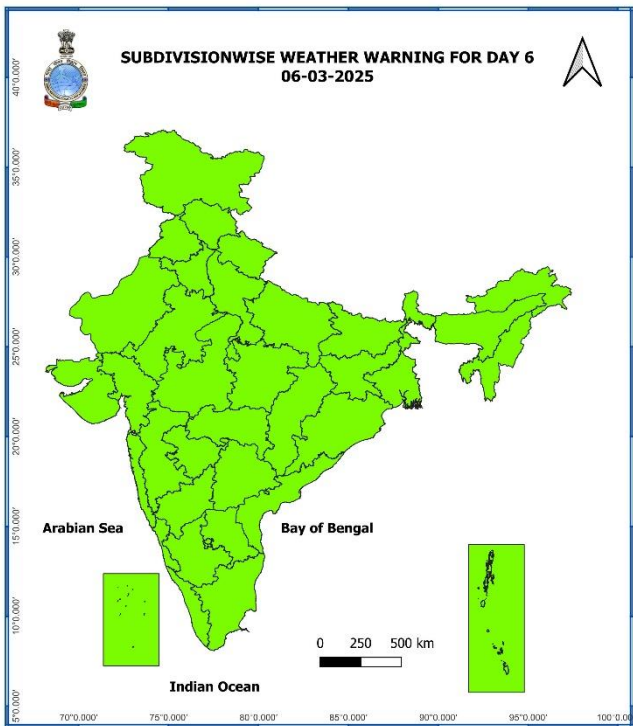 SUBDIVISIONWISE WEATHER WARNING FOR DAY 6
06-03-2025
40°0.000'
35°0.000'
30°0.000'
25°0.000'
20°0.000'
15°0.000'
10°0.000'
5°0.000'
Arabian Sea
Bay of Bengal
0 250 500 km
Indian Ocean
70°0.000' 75°0.000' 80°0.000' 85°0.000' 90°0.000' 95°0.000'